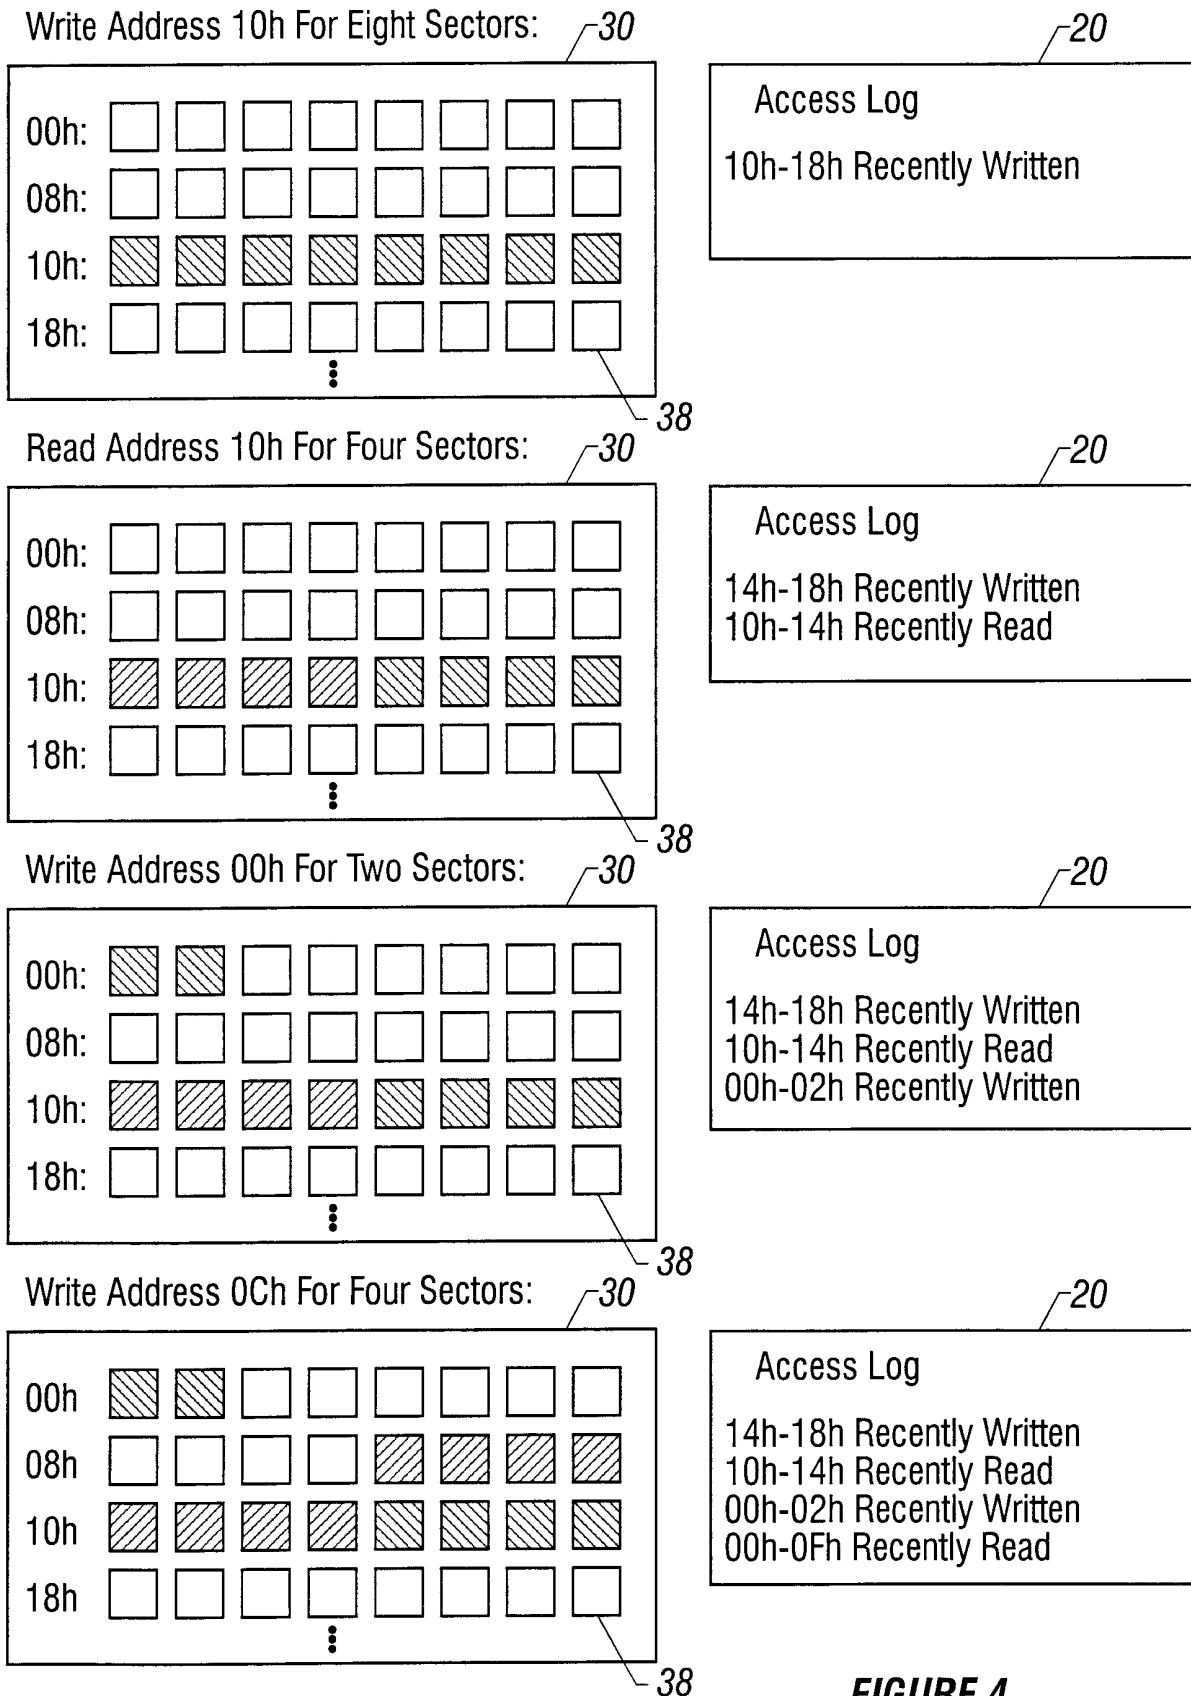 Write Address 10h For Eight Sectors:
30
20
00h:
08h:
10h:
18h:
38
Access Log
10h-18h Recently Written
Read Address 10h For Four Sectors:
30
20
00h:
08h:
10h:
18h:
38
Access Log
14h-18h Recently Written
10h-14h Recently Read
Write Address 00h For Two Sectors:
30
20
00h:
08h:
10h:
18h:
38
Access Log
14h-18h Recently Written
10h-14h Recently Read
00h-02h Recently Written
Write Address 0Ch For Four Sectors:
30
20
00h
08h
10h
18h
38
Access Log
14h-18h Recently Written
10h-14h Recently Read
00h-02h Recently Written
00h-0Fh Recently Read
FIGURE 4